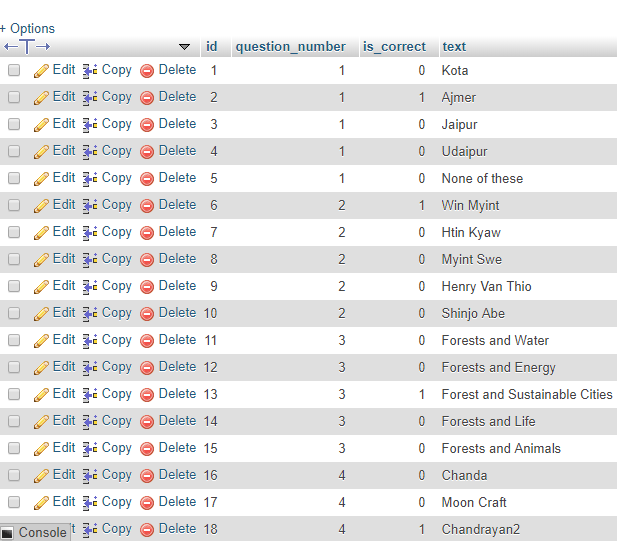 + Options
id question_number is_correct text
Edit Copy Delete 1 1 0 Kota
Edit Copy Delete 2 1 1 Ajmer
Edit Copy Delete 3 1 0 Jaipur
Edit Copy Delete 4 1 0 Udaipur
Edit Copy Delete 5 1 0 None of these
Edit Copy Delete 6 2 1 Win Myint
Edit Copy Delete 7 2 0 Htin Kyaw
Edit Copy Delete 8 2 0 Myint Swe
Edit Copy Delete 9 2 0 Henry Van Thio
Edit Copy Delete 10 2 0 Shinjo Abe
Edit Copy Delete 11 3 0 Forests and Water
Edit Copy Delete 12 3 0 Forests and Energy
Edit Copy Delete 13 3 1 Forest and Sustainable Cities
Edit Copy Delete 14 3 0 Forests and Life
Edit Copy Delete 15 3 0 Forests and Animals
Edit Copy Delete 16 4 0 Chanda
Edit Copy Delete 17 4 0 Moon Craft
Console Copy Delete 18 4 1 Chandrayan2